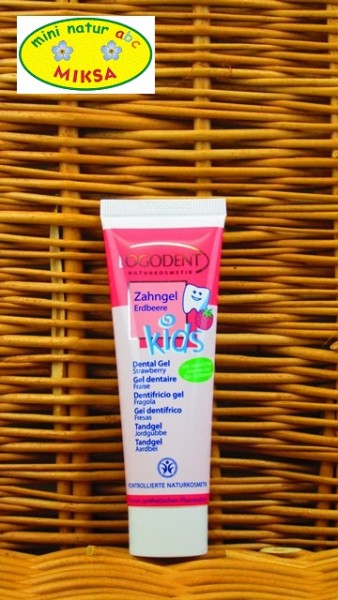 mini natur abc
MIKSA
LOGODENT
NATURKOSMETIK
Zahngel
Erdbeere
kids
Dental Gel
Strawberry
Gel dentaire
Fraise
Dentifricio gel
Fragola
Gel dentífrico
Fresas
Tandgel
Jordgubbe
Tandgel
Aardbei
KONTROLLIERTE NATURKOSMETIK